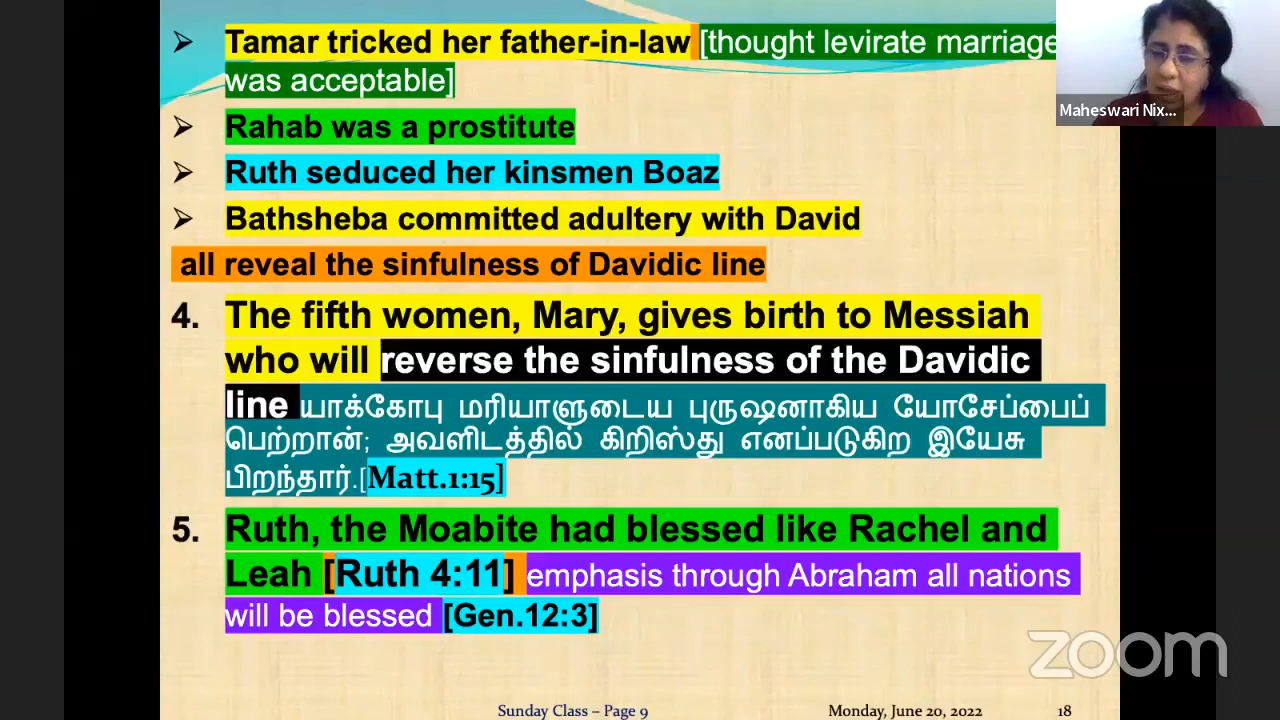 Tamar tricked her father-in-law [thought levirate marriage
was acceptable]
Rahab was a prostitute
Ruth seduced her kinsmen Boaz
Bathsheba committed adultery with David
all reveal the sinfulness of Davidic line
4. The fifth women, Mary, gives birth to Messiah
who will reverse the sinfulness of the Davidic
line யாக்கோபு மரியாளுடைய புருஷனாகிய யோசேப்பைப்
பெற்றான்; அவளிடத்தில் கிறிஸ்து எனப்படுகிற இயேசு
பிறந்தார்.[Matt.1:15]
5. Ruth, the Moabite had blessed like Rachel and
Leah [Ruth 4:11] emphasis through Abraham all nations
will be blessed [Gen.12:3]
Maheswari Nix...
zoom
Sunday Class – Page 9 Monday, June 20, 2022 18